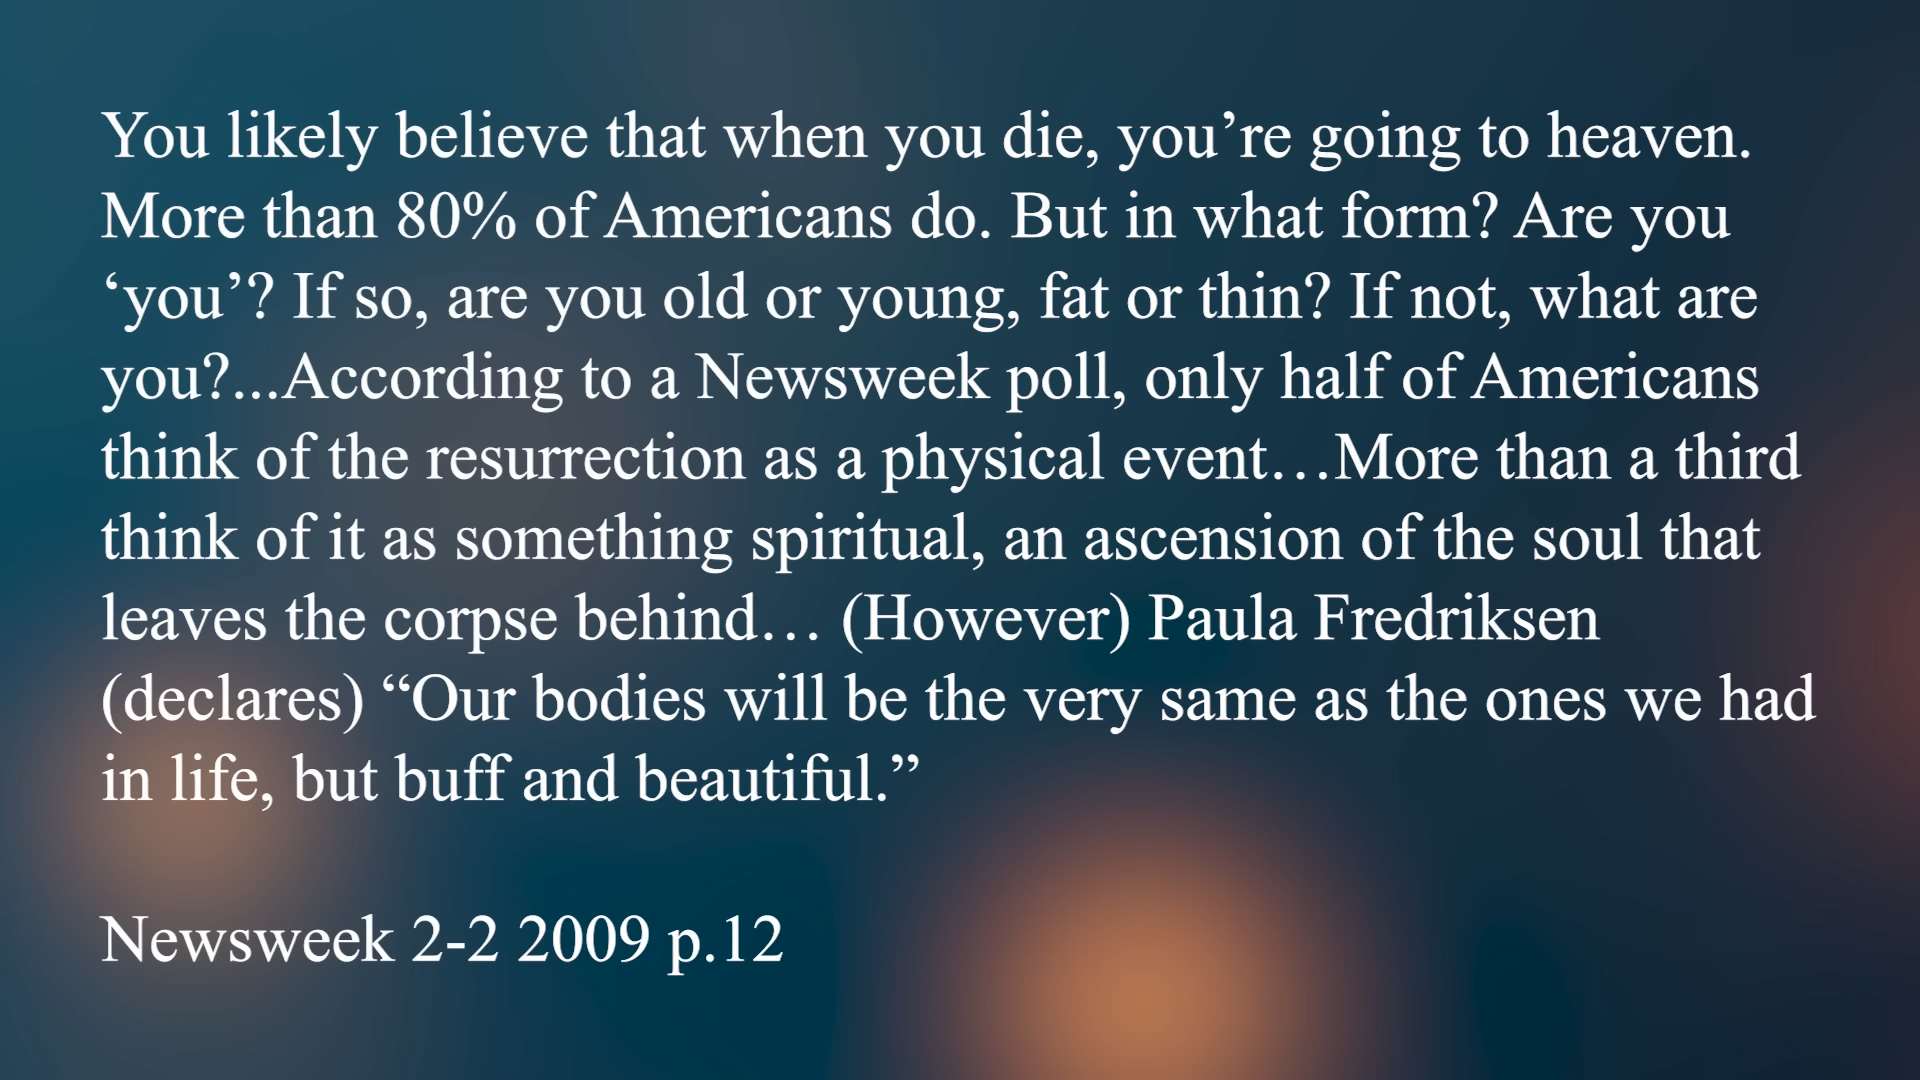 You likely believe that when you die, you’re going to heaven.
More than 80% of Americans do. But in what form? Are you
‘you’? If so, are you old or young, fat or thin? If not, what are
you?...According to a Newsweek poll, only half of Americans
think of the resurrection as a physical event…More than a third
think of it as something spiritual, an ascension of the soul that
leaves the corpse behind… (However) Paula Fredriksen
(declares) “Our bodies will be the very same as the ones we had
in life, but buff and beautiful.”
Newsweek 2-2 2009 p.12